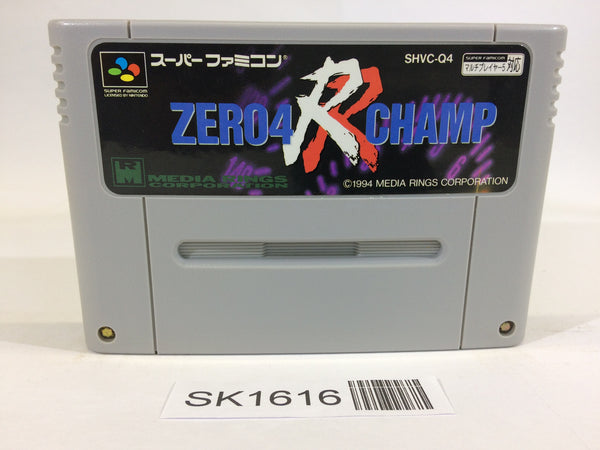 スーパーファミコン®
SHVC-Q4
SUPER FAMICOM
マルチプレイヤー5 対応
SUPER FAMICOM
LICENSED BY NINTENDO
ZERO4 RR CHAMP
RM
MEDIA RINGS
CORPORATION
©1994 MEDIA RINGS CORPORATION
SK1616